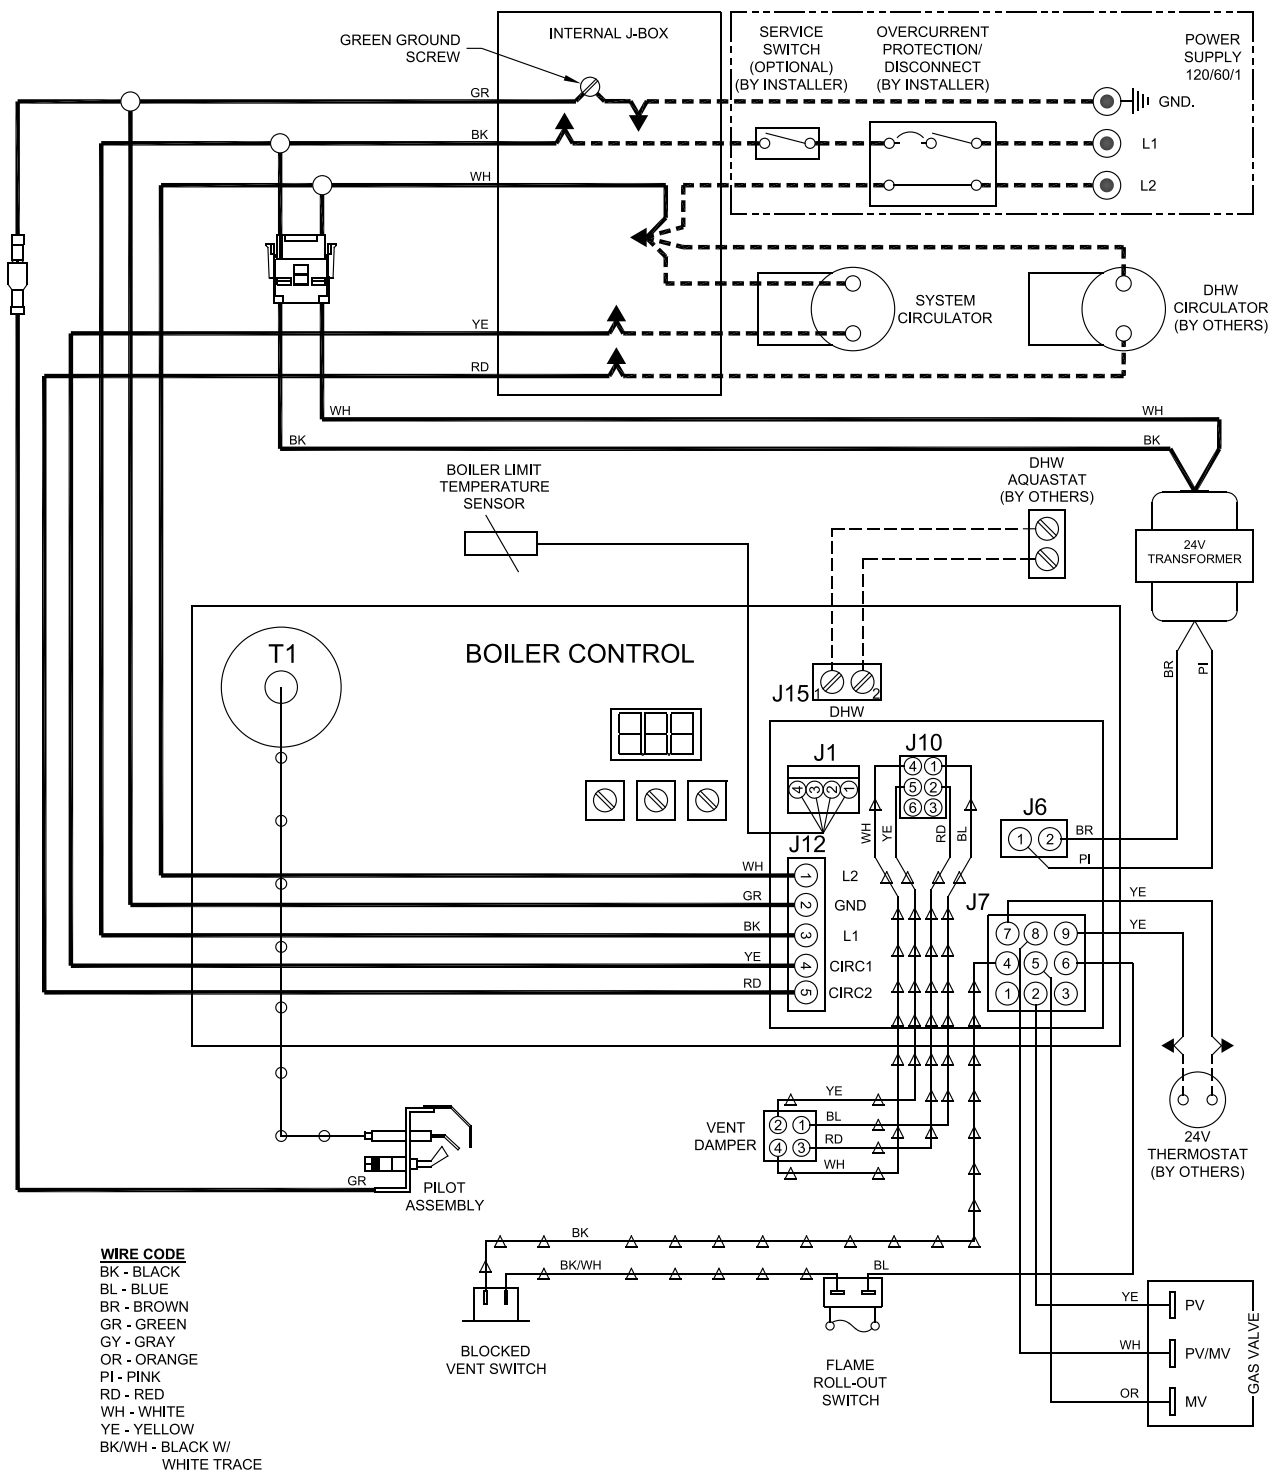 GREEN GROUND
SCREW
INTERNAL J-BOX
SERVICE
SWITCH
(OPTIONAL)
(BY INSTALLER)
OVERCURRENT
PROTECTION/
DISCONNECT
(BY INSTALLER)
POWER
SUPPLY
120/60/1
GR
GND.
BK
L1
WH
L2
SYSTEM
CIRCULATOR
DHW
CIRCULATOR
(BY OTHERS)
YE
RD
WH
WH
BK
BK
BOILER LIMIT
TEMPERATURE
SENSOR
DHW
AQUASTAT
(BY OTHERS)
24V
TRANSFORMER
BR
PI
T1
BOILER CONTROL
J15
1
2
DHW
J1
4
3
2
1
J10
4
1
5
2
6
3
WH
YE
RD
BL
J6
1
2
BR
PI
J12
WH
1
L2
GR
2
GND
BK
3
L1
YE
4
CIRC1
RD
5
CIRC2
J7
YE
YE
7
8
9
4
5
6
1
2
3
VENT
DAMPER
2
1
4
3
YE
BL
RD
WH
24V
THERMOSTAT
(BY OTHERS)
GR
PILOT
ASSEMBLY
BK
BK/WH
BL
BLOCKED
VENT SWITCH
FLAME
ROLL-OUT
SWITCH
YE
PV
WH
PV/MV
OR
MV
GAS VALVE
WIRE CODE
BK - BLACK
BL - BLUE
BR - BROWN
GR - GREEN
GY - GRAY
OR - ORANGE
PI - PINK
RD - RED
WH - WHITE
YE - YELLOW
BK/WH - BLACK W/
WHITE TRACE